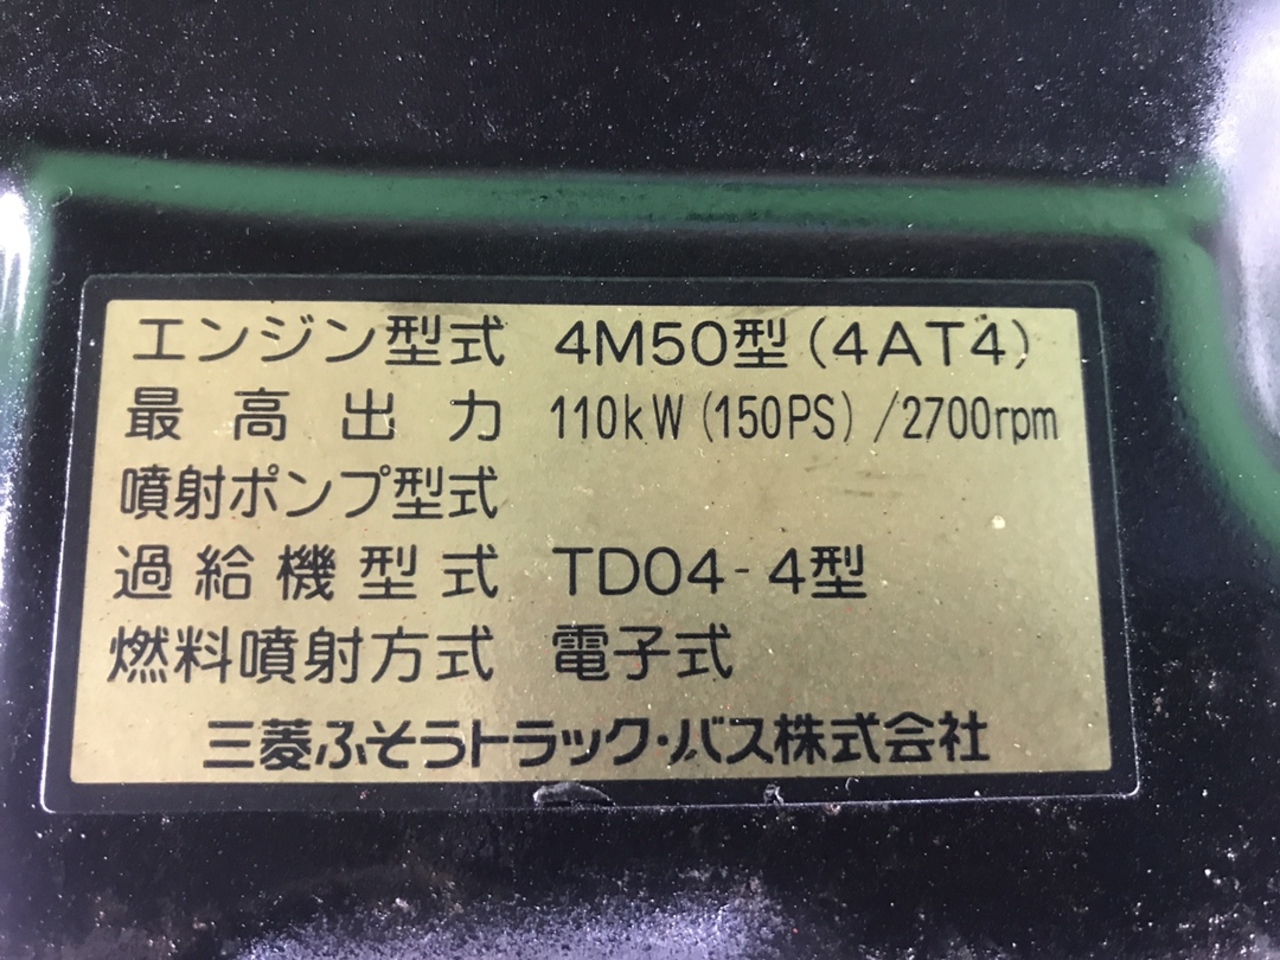 エンジン型式 4M50型(4AT4)
最高出力 110kW(150PS)/2700rpm
噴射ポンプ型式
過給機型式 TD04-4型
燃料噴射方式 電子式
三菱ふそうトラック・バス株式会社